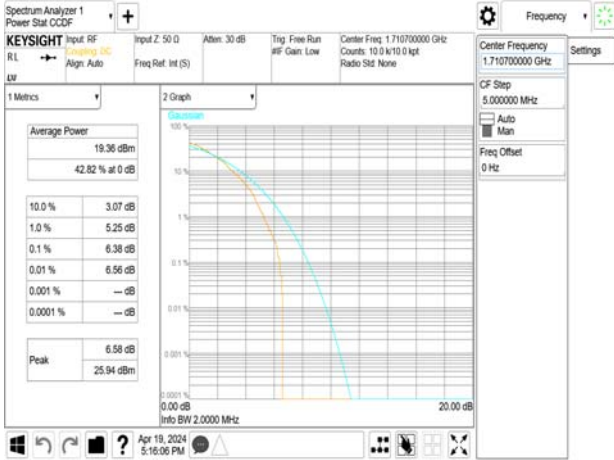 Spectrum Analyzer 1
Power Stat CCDF
Frequency
KEYSIGHT
RL
Input: RF
Coupling: DC
Align: Auto
Input Z: 50 Ω
Freq Ref: Int (S)
Atten: 30 dB
Trig: Free Run
#IF Gain: Low
Center Freq: 1.710700000 GHz
Counts: 10.0 k/10.0 kpt
Radio Std: None
Center Frequency
1.710700000 GHz
Settings
CF Step
5.000000 MHz
Auto
Man
Freq Offset
0 Hz
1 Metrics
2 Graph
Average Power
19.36 dBm
42.82 % at 0 dB
10.0 % 3.07 dB
1.0 % 5.25 dB
0.1 % 6.38 dB
0.01 % 6.56 dB
0.001 % --- dB
0.0001 % --- dB
Peak
6.58 dB
25.94 dBm
Gaussian
100 %
10 %
1 %
0.1 %
0.01 %
0.001 %
0.0001 %
0.00 dB
20.00 dB
Info BW 2.0000 MHz
Apr 19, 2024
5:16:06 PM